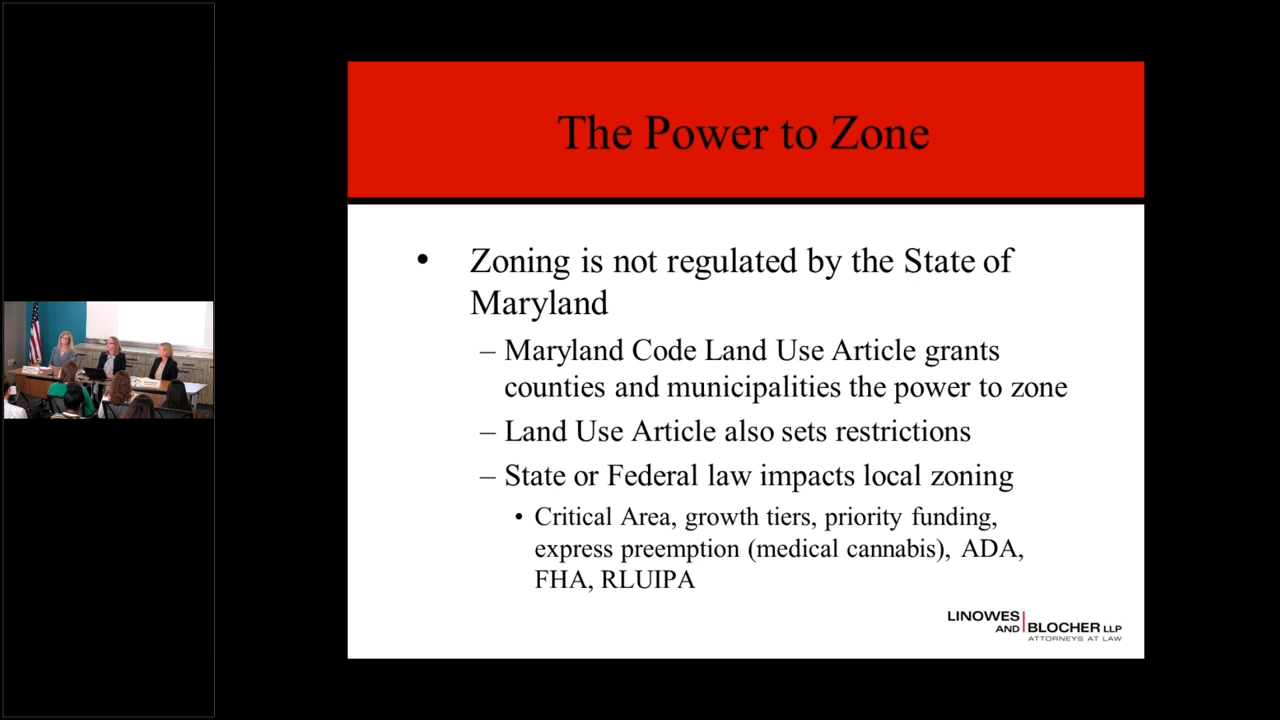 The Power to Zone
• Zoning is not regulated by the State of
Maryland
– Maryland Code Land Use Article grants
counties and municipalities the power to zone
– Land Use Article also sets restrictions
– State or Federal law impacts local zoning
• Critical Area, growth tiers, priority funding,
express preemption (medical cannabis), ADA,
FHA, RLUIPA
LINOWES
AND BLOCHER LLP
ATTORNEYS AT LAW